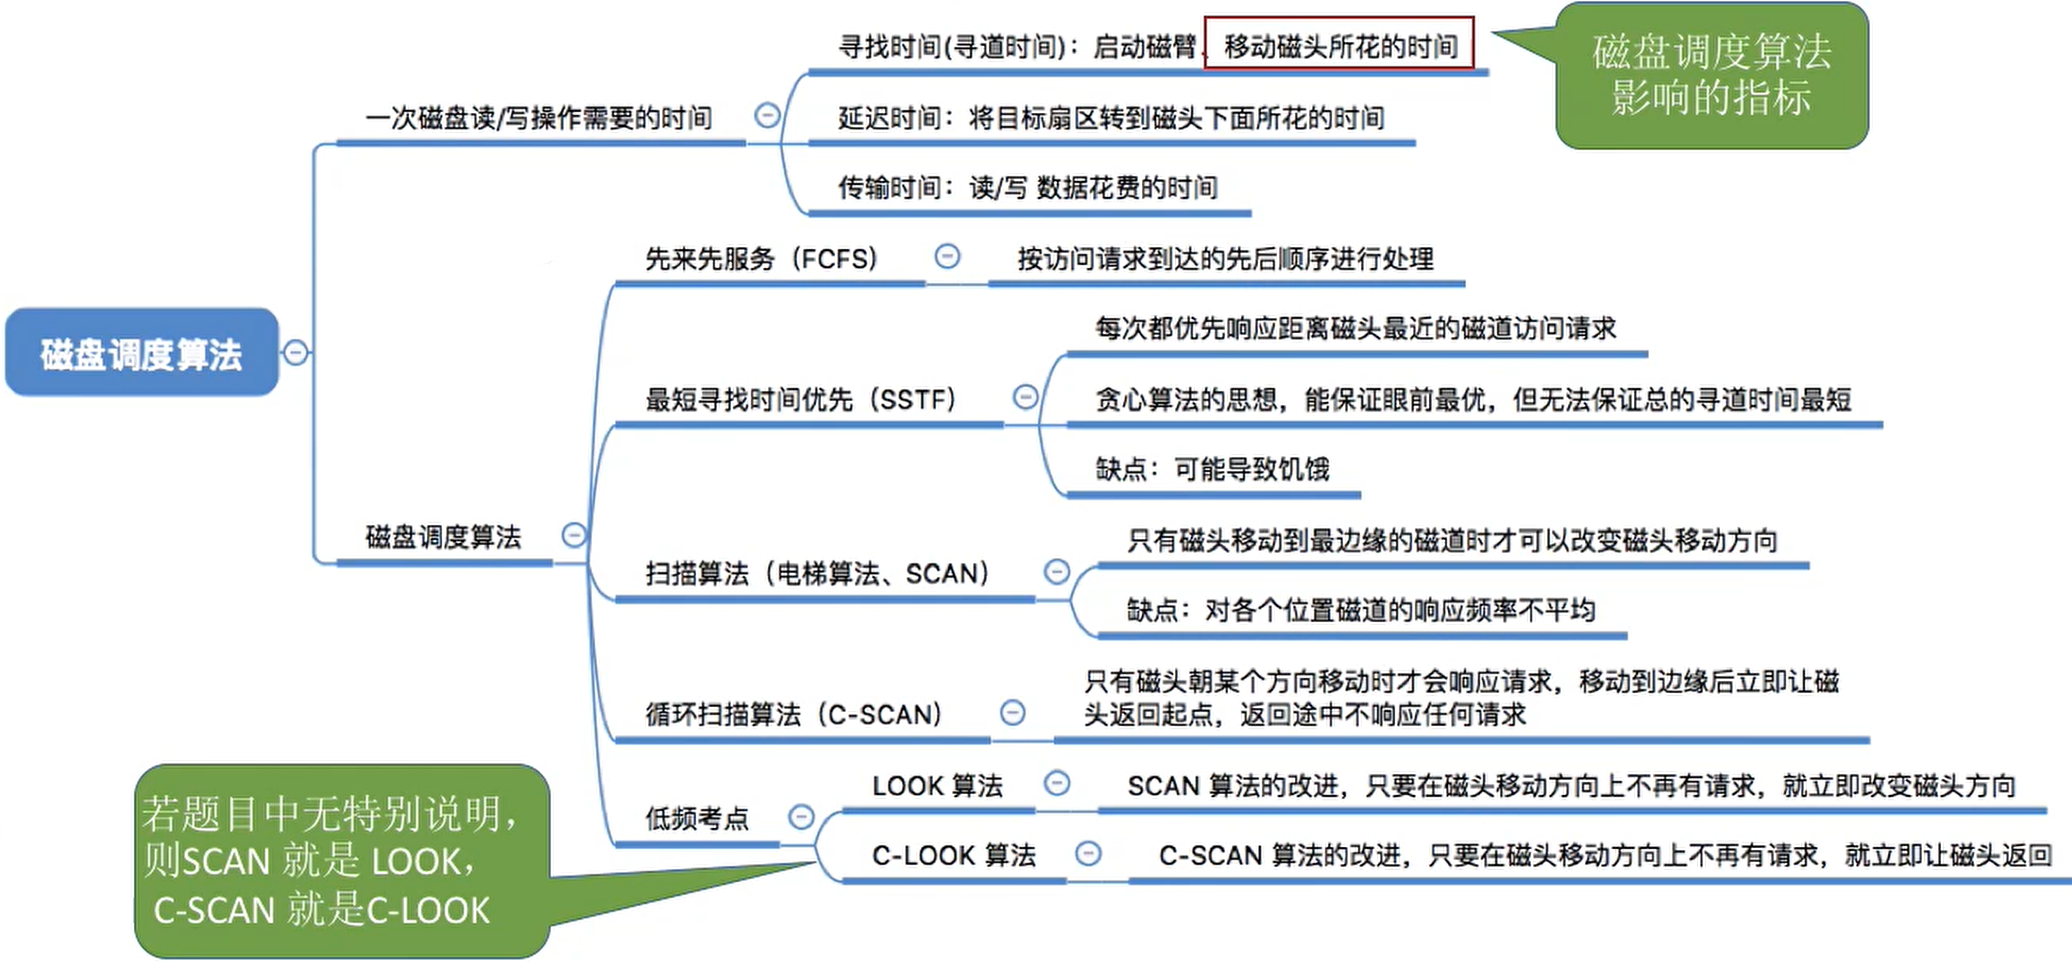 寻找时间(寻道时间)：启动磁臂、移动磁头所花的时间
磁盘调度算法
影响的指标
一次磁盘读/写操作需要的时间
延迟时间：将目标扇区转到磁头下面所花的时间
传输时间：读/写 数据花费的时间
磁盘调度算法
磁盘调度算法
先来先服务（FCFS）
按访问请求到达的先后顺序进行处理
最短寻找时间优先（SSTF）
每次都优先响应距离磁头最近的磁道访问请求
贪心算法的思想，能保证眼前最优，但无法保证总的寻道时间最短
缺点：可能导致饥饿
扫描算法（电梯算法、SCAN）
只有磁头移动到最边缘的磁道时才可以改变磁头移动方向
缺点：对各个位置磁道的响应频率不平均
循环扫描算法（C-SCAN）
只有磁头朝某个方向移动时才会响应请求，移动到边缘后立即让磁
头返回起点，返回途中不响应任何请求
低频考点
LOOK 算法
SCAN 算法的改进，只要在磁头移动方向上不再有请求，就立即改变磁头方向
C-LOOK 算法
C-SCAN 算法的改进，只要在磁头移动方向上不再有请求，就立即让磁头返回
若题目中无特别说明，
则SCAN 就是 LOOK，
C-SCAN 就是C-LOOK